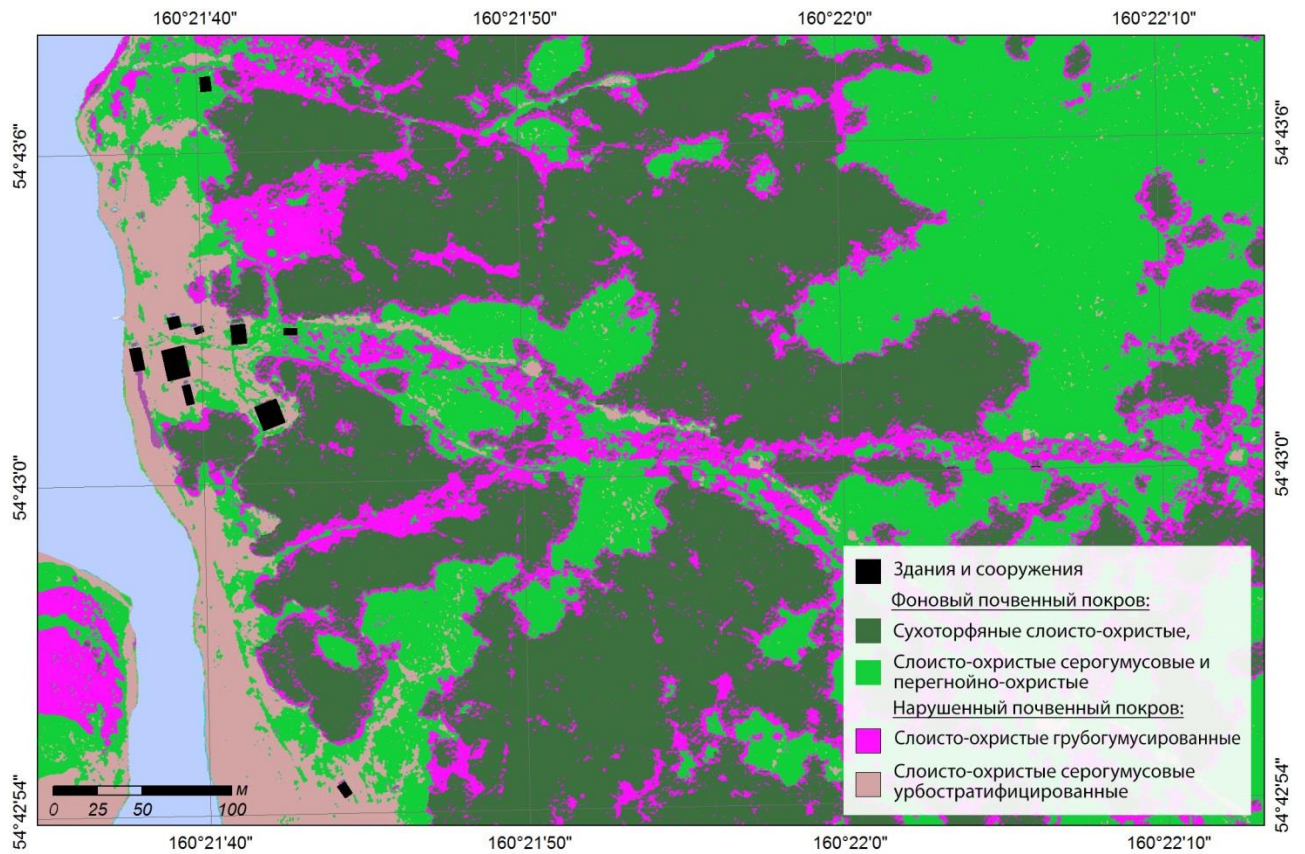 160°21'40" 160°21'50" 160°22'0" 160°22'10"
54°43'6" 54°43'6"
54°43'0" 54°43'0"
Здания и сооружения
Фоновый почвенный покров:
Сухоторфяные слоисто-охристые,
Слоисто-охристые серогумусовые и
перегнойно-охристые
Нарушенный почвенный покров:
Слоисто-охристые грубогумусированные
Слоисто-охристые серогумусовые
урбостратифицированные
54°42'54" 54°42'54"
М
0 25 50 100
160°21'40" 160°21'50" 160°22'0" 160°22'10"